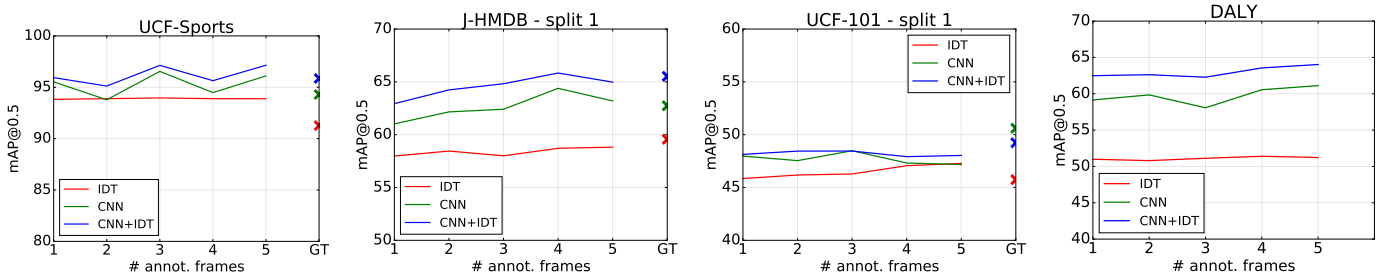 UCF-Sports
100
95
90
85
80
mAP@0.5
IDT
CNN
CNN+IDT
1 2 3 4 5 GT
# annot. frames
J-HMDB - split 1
70
65
60
55
50
mAP@0.5
IDT
CNN
CNN+IDT
1 2 3 4 5 GT
# annot. frames
UCF-101 - split 1
60
55
50
45
40
mAP@0.5
IDT
CNN
CNN+IDT
1 2 3 4 5 GT
# annot. frames
DALY
70
65
60
55
50
45
40
mAP@0.5
IDT
CNN
CNN+IDT
1 2 3 4 5
# annot. frames